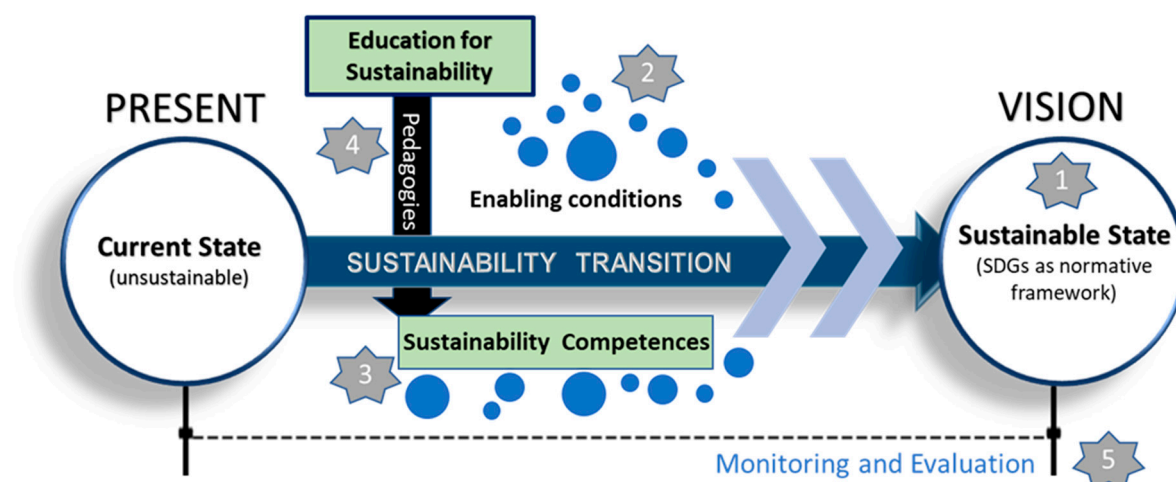 Education for
Sustainability
2
PRESENT
VISION
4
Pedagogies
1
Enabling conditions
Current State
(unsustainable)
SUSTAINABILITY TRANSITION
Sustainable State
(SDGs as normative
framework)
Sustainability Competences
3
Monitoring and Evaluation
5